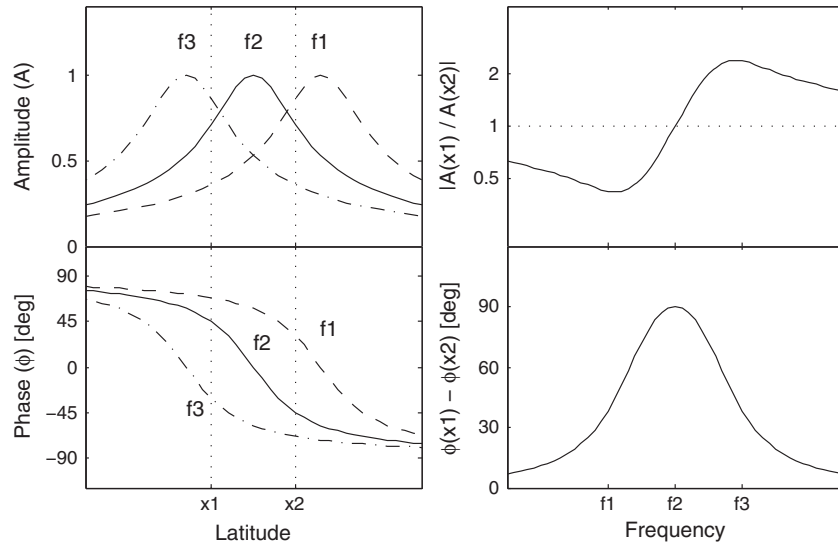 Amplitude (A)
1
0.5
0
f3
f2
f1
|A(x1) / A(x2)|
2
1
0.5
Phase (ϕ) [deg]
90
45
0
−45
−90
f1
f2
f3
x1
x2
Latitude
ϕ(x1) − ϕ(x2) [deg]
90
60
30
0
f1
f2
f3
Frequency